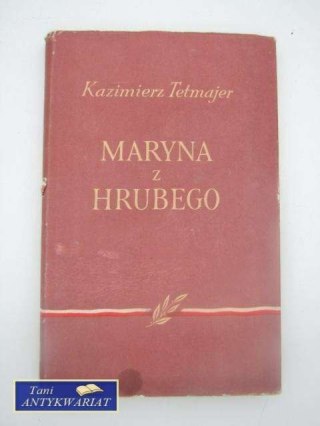 Kazimierz Tetmajer
MARYNA
z
HRUBEGO
Tani
ANTYKWARIAT